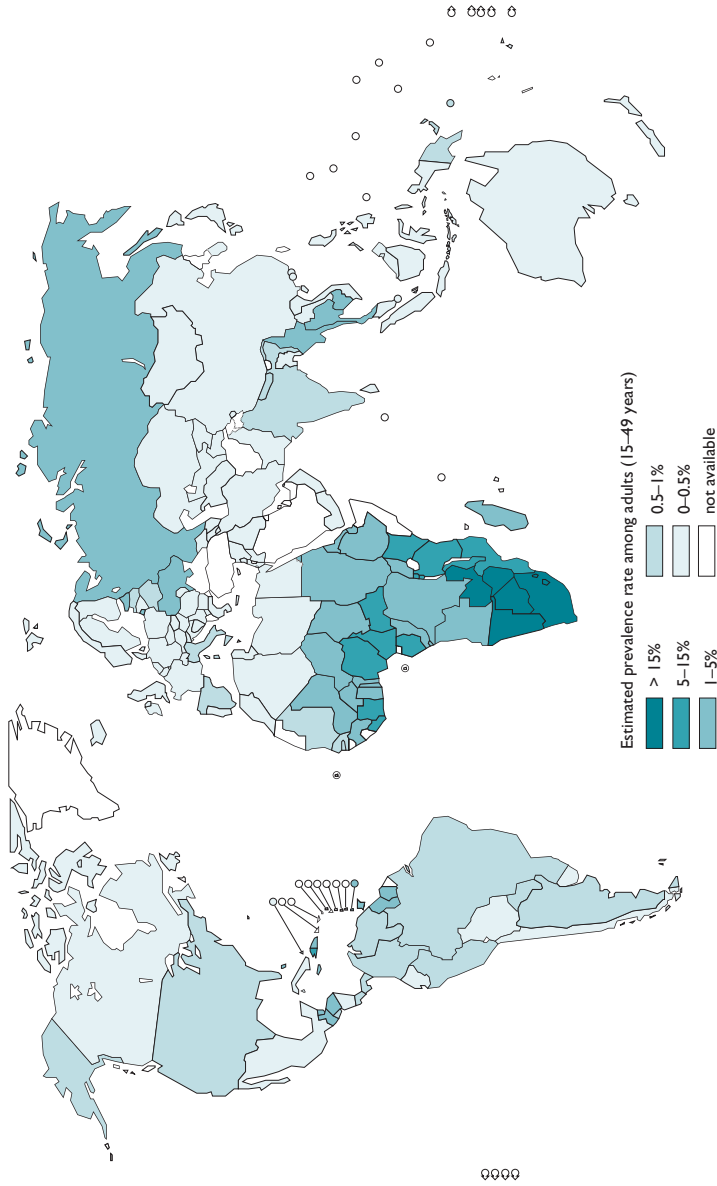 Estimated prevalence rate among adults (15–49 years)
> 15%
5–15%
1–5%
0.5–1%
0–0.5%
not available